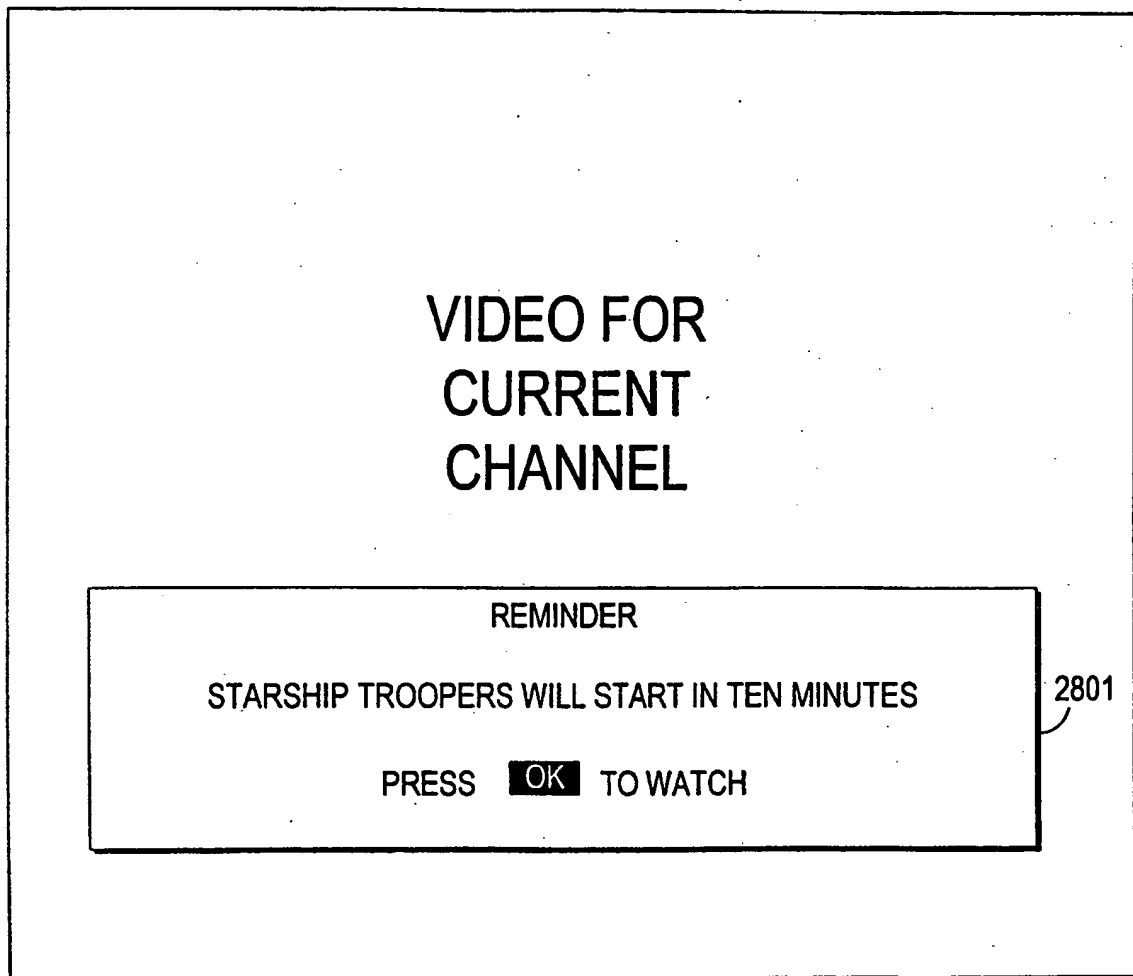 VIDEO FOR
CURRENT
CHANNEL
REMINDER
STARSHIP TROOPERS WILL START IN TEN MINUTES
2801
PRESS OK TO WATCH